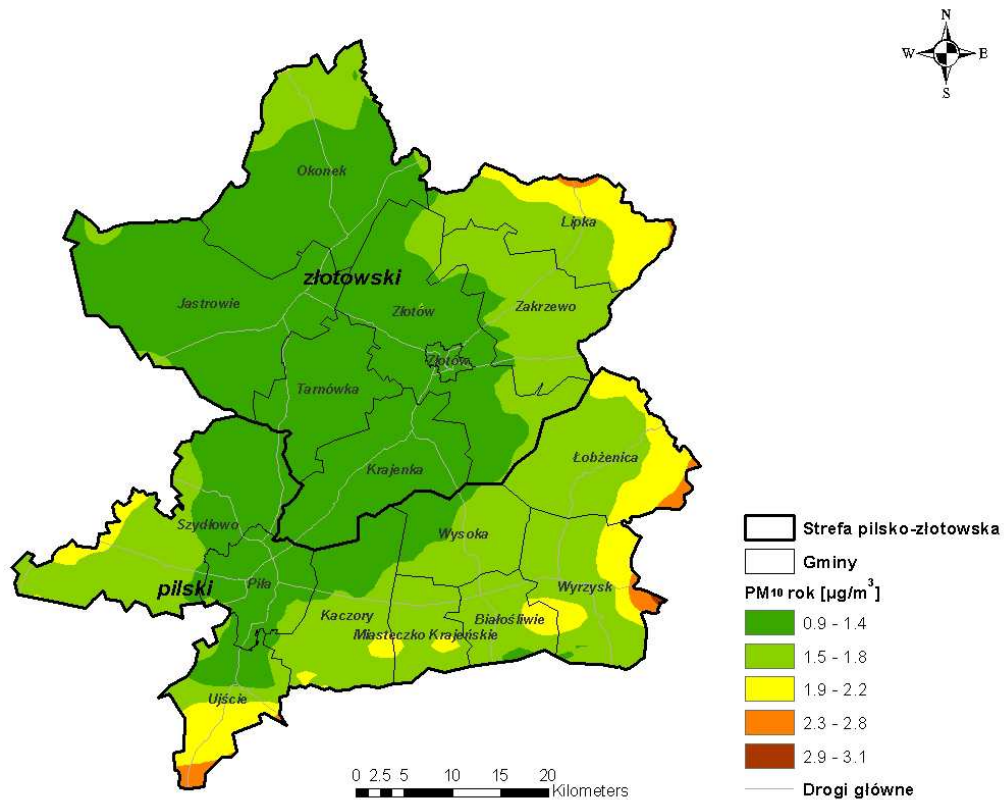 N
W E
S
Okonek
Lipka
złotowski
Jastrowie
Złotów
Zakrzewo
Złotów
Tarnówka
Krajenka
Łobżenica
Szydłowo
Wysoka
pilski
Piła
Wyrzysk
Kaczory
Białośliwie
Miasteczko Krajeńskie
Ujście
Strefa pilsko-złotowska
Gminy
PM10 rok [µg/m³]
0.9 - 1.4
1.5 - 1.8
1.9 - 2.2
2.3 - 2.8
2.9 - 3.1
Drogi główne
0 2.5 5 10 15 20
Kilometers